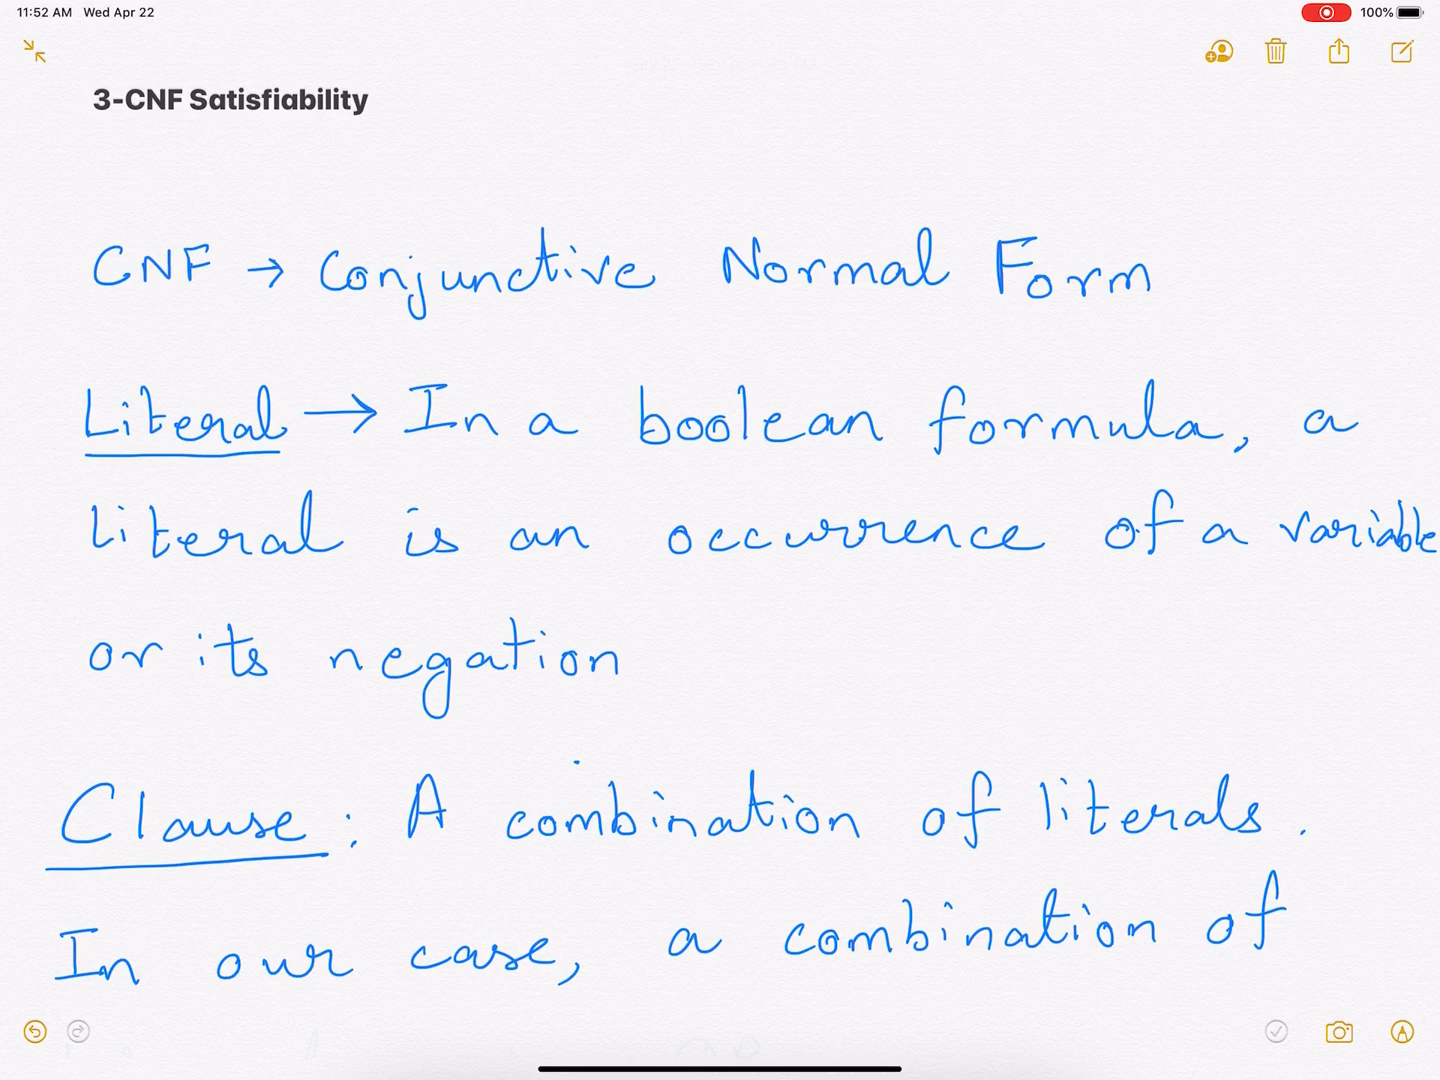 11:52 AM Wed Apr 22 100%
3-CNF Satisfiability
CNF → Conjunctive Normal Form
Literal → In a boolean formula, a
literal is an occurrence of a variable
or its negation
Clause: A combination of literals.
In our case, a combination of